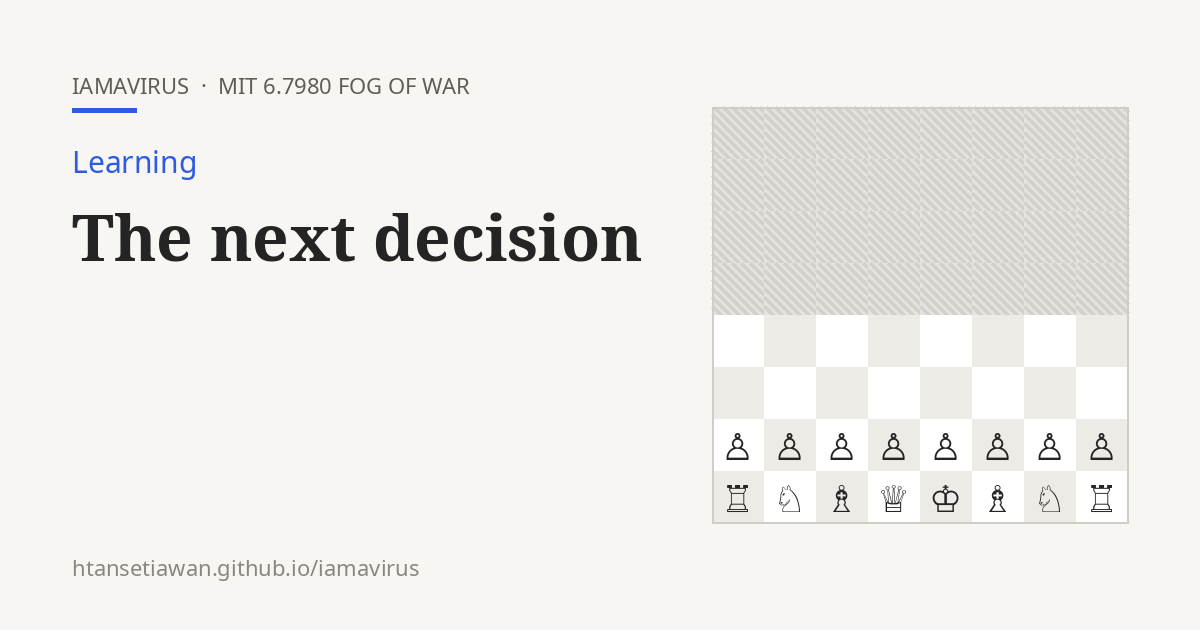 IAMAVIRUS · MIT 6.7980 FOG OF WAR
Learning
The next decision
htansetiawan.github.io/iamavirus